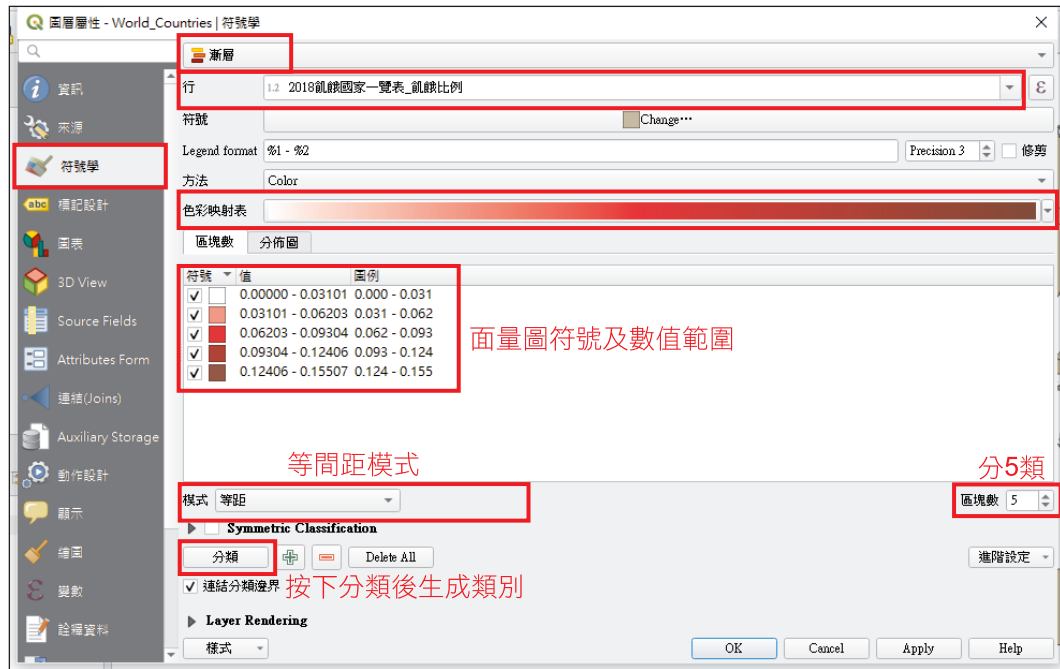 圖層屬性 - World_Countries | 符號學
漸層
資訊
行
1.2 2018飢餓國家一覽表_飢餓比例
ε
來源
符號
Change⋯
符號學
Legend format
%1 - %2
Precision 3
修剪
方法
Color
標記設計
色彩映射表
圖表
區塊數
分佈圖
3D View
符號
值
圖例
0.00000 - 0.03101 0.000 - 0.031
0.03101 - 0.06203 0.031 - 0.062
0.06203 - 0.09304 0.062 - 0.093
0.09304 - 0.12406 0.093 - 0.124
0.12406 - 0.15507 0.124 - 0.155
面量圖符號及數值範圍
Source Fields
Attributes Form
連結(Joins)
Auxiliary Storage
動作設計
等間距模式
分5類
模式
等距
區塊數
5
顯示
Symmetric Classification
繪圖
分類
Delete All
進階設定
變數
連結分類邊界
按下分類後生成類別
詮釋資料
Layer Rendering
樣式
OK
Cancel
Apply
Help